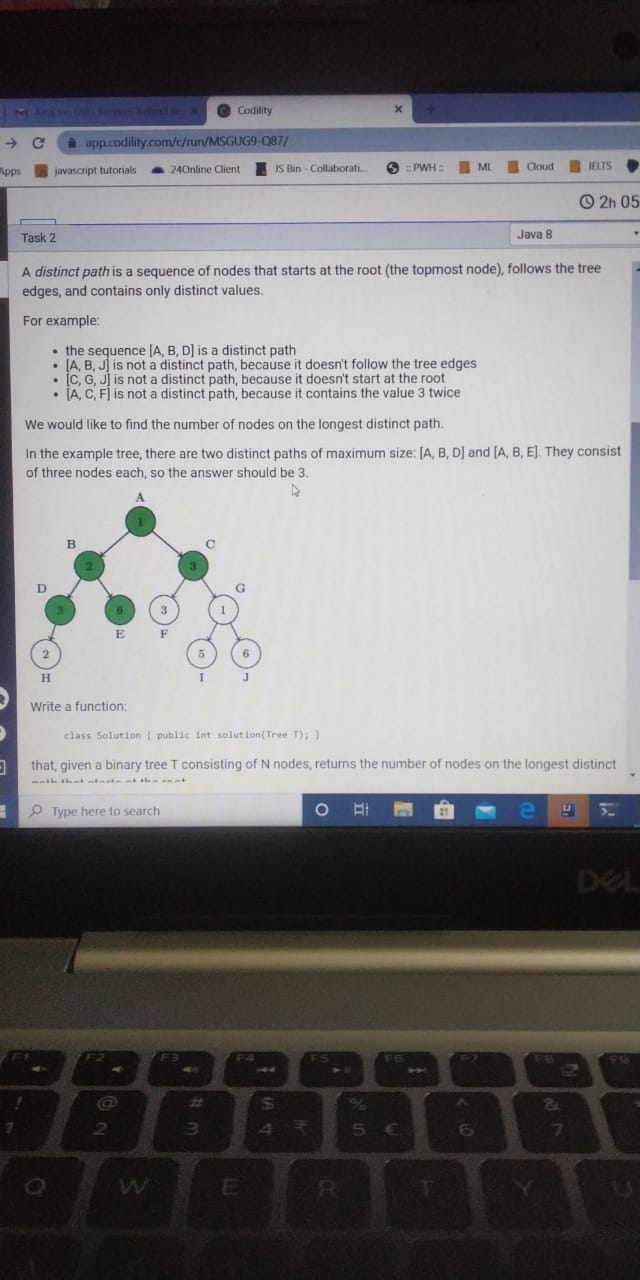 Amazon Data Services Ireland
Codility
×
+
app.codility.com/c/run/MSGUG9-Q87/
Apps
javascript tutorials
24Online Client
JS Bin - Collaborati...
:: PWH ::
ML
Cloud
IELTS
2h 05
Task 2
Java 8
A distinct path is a sequence of nodes that starts at the root (the topmost node), follows the tree
edges, and contains only distinct values.
For example:
• the sequence [A, B, D] is a distinct path
• [A, B, J] is not a distinct path, because it doesn't follow the tree edges
• [C, G, J] is not a distinct path, because it doesn't start at the root
• [A, C, F] is not a distinct path, because it contains the value 3 twice
We would like to find the number of nodes on the longest distinct path.
In the example tree, there are two distinct paths of maximum size: [A, B, D] and [A, B, E]. They consist
of three nodes each, so the answer should be 3.
A
1
B
C
2
3
D
G
3
6
3
1
E
F
2
5
6
H
I
J
Write a function:
class Solution { public int solution(Tree T); }
that, given a binary tree T consisting of N nodes, returns the number of nodes on the longest distinct
path that starts at the root
Type here to search
DELL
F1
F2
F3
F4
F5
F6
F7
F8
F9
! @ # $ % ^ &
1 2 3 4 ₹ 5 € 6 7
Q W E R T Y U